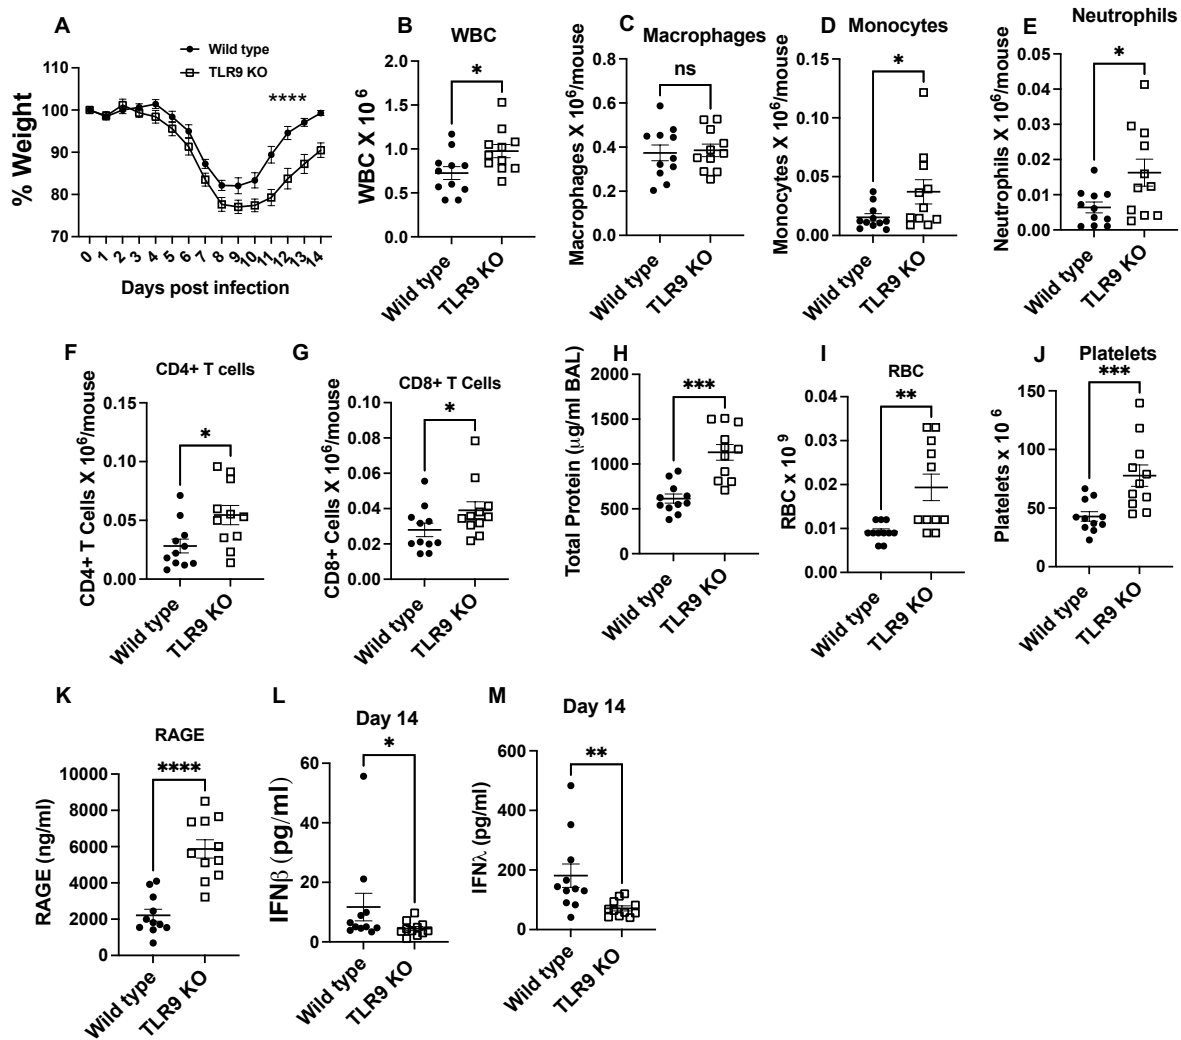 A
Wild type
TLR9 KO
****
% Weight
100
90
80
70
0 1 2 3 4 5 6 7 8 9 10 11 12 13 14
Days post infection
B
WBC
*
WBC X 10 6
2.0
1.5
1.0
0.5
0.0
Wild type
TLR9 KO
C
Macrophages
ns
Macrophages X 10⁶/mouse
0.8
0.6
0.4
0.2
0.0
Wild type
TLR9 KO
D
Monocytes
*
Monocytes X 10⁶/mouse
0.15
0.10
0.05
0.00
Wild type
TLR9 KO
E
Neutrophils
*
Neutrophils X 10⁶/mouse
0.05
0.04
0.03
0.02
0.01
0.00
Wild type
TLR9 KO
F
CD4+ T cells
*
CD4+ T Cells X 10⁶/mouse
0.15
0.10
0.05
0.00
Wild type
TLR9 KO
G
CD8+ T Cells
*
CD8+ Cells X 10⁶/mouse
0.10
0.08
0.06
0.04
0.02
0.00
Wild type
TLR9 KO
H
***
Total Protein (μg/ml BAL)
2000
1500
1000
500
0
Wild type
TLR9 KO
I
RBC
**
RBC x 10 9
0.04
0.03
0.02
0.01
0.00
Wild type
TLR9 KO
J
Platelets
***
Platelets x 10 6
150
100
50
0
Wild type
TLR9 KO
K
RAGE
****
RAGE (ng/ml)
10000
8000
6000
4000
2000
0
Wild type
TLR9 KO
L
Day 14
*
IFNβ (pg/ml)
60
40
20
0
Wild type
TLR9 KO
M
Day 14
**
IFNλ (pg/ml)
600
400
200
0
Wild type
TLR9 KO